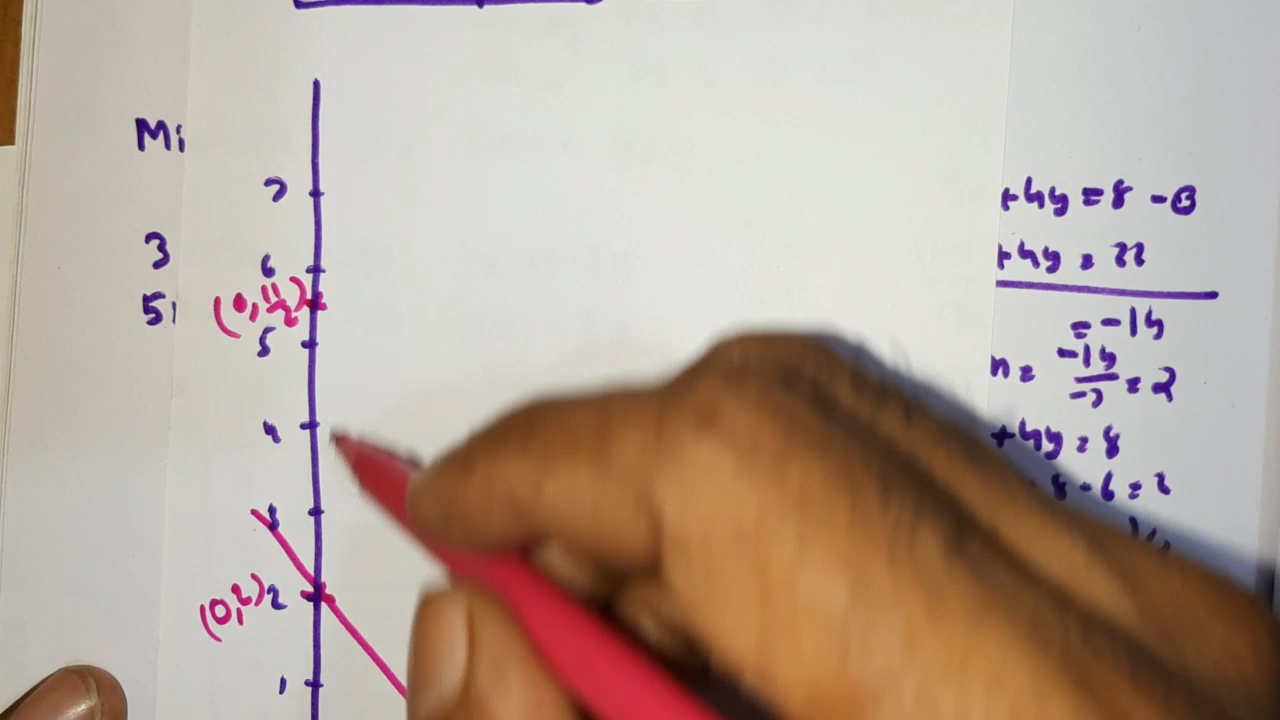 Mi
3
5
7
6
(0, 11/2)
5
4
3
(0,2) 2
1
+4y = 8 - ③
+4y = 22
= -14
x = -14/-7 = 2
+4y = 8
8 - 6 = 2